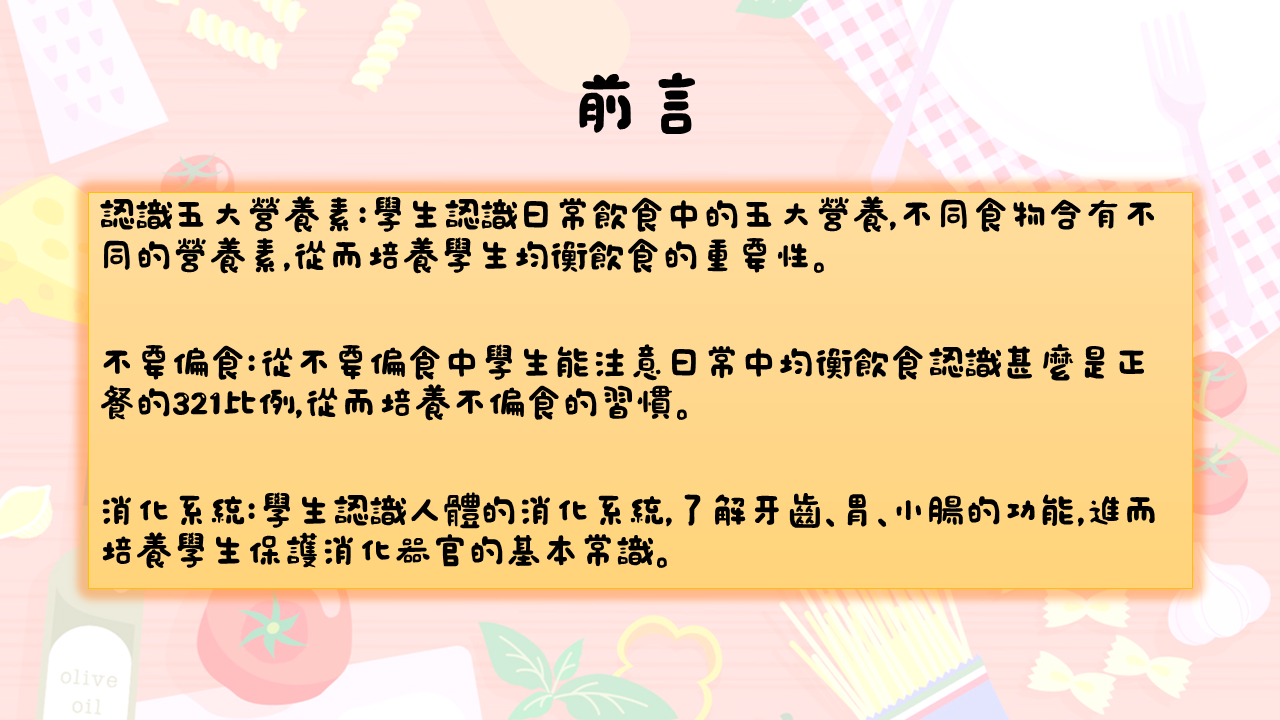 前言
認識五大營養素:學生認識日常飲食中的五大營養,不同食物含有不
同的營養素,從而培養學生均衡飲食的重要性。
不要偏食:從不要偏食中學生能注意日常中均衡飲食認識甚麼是正
餐的321比例,從而培養不偏食的習慣。
消化系統:學生認識人體的消化系統,了解牙齒、胃、小腸的功能,進而
培養學生保護消化器官的基本常識。
olive
oil